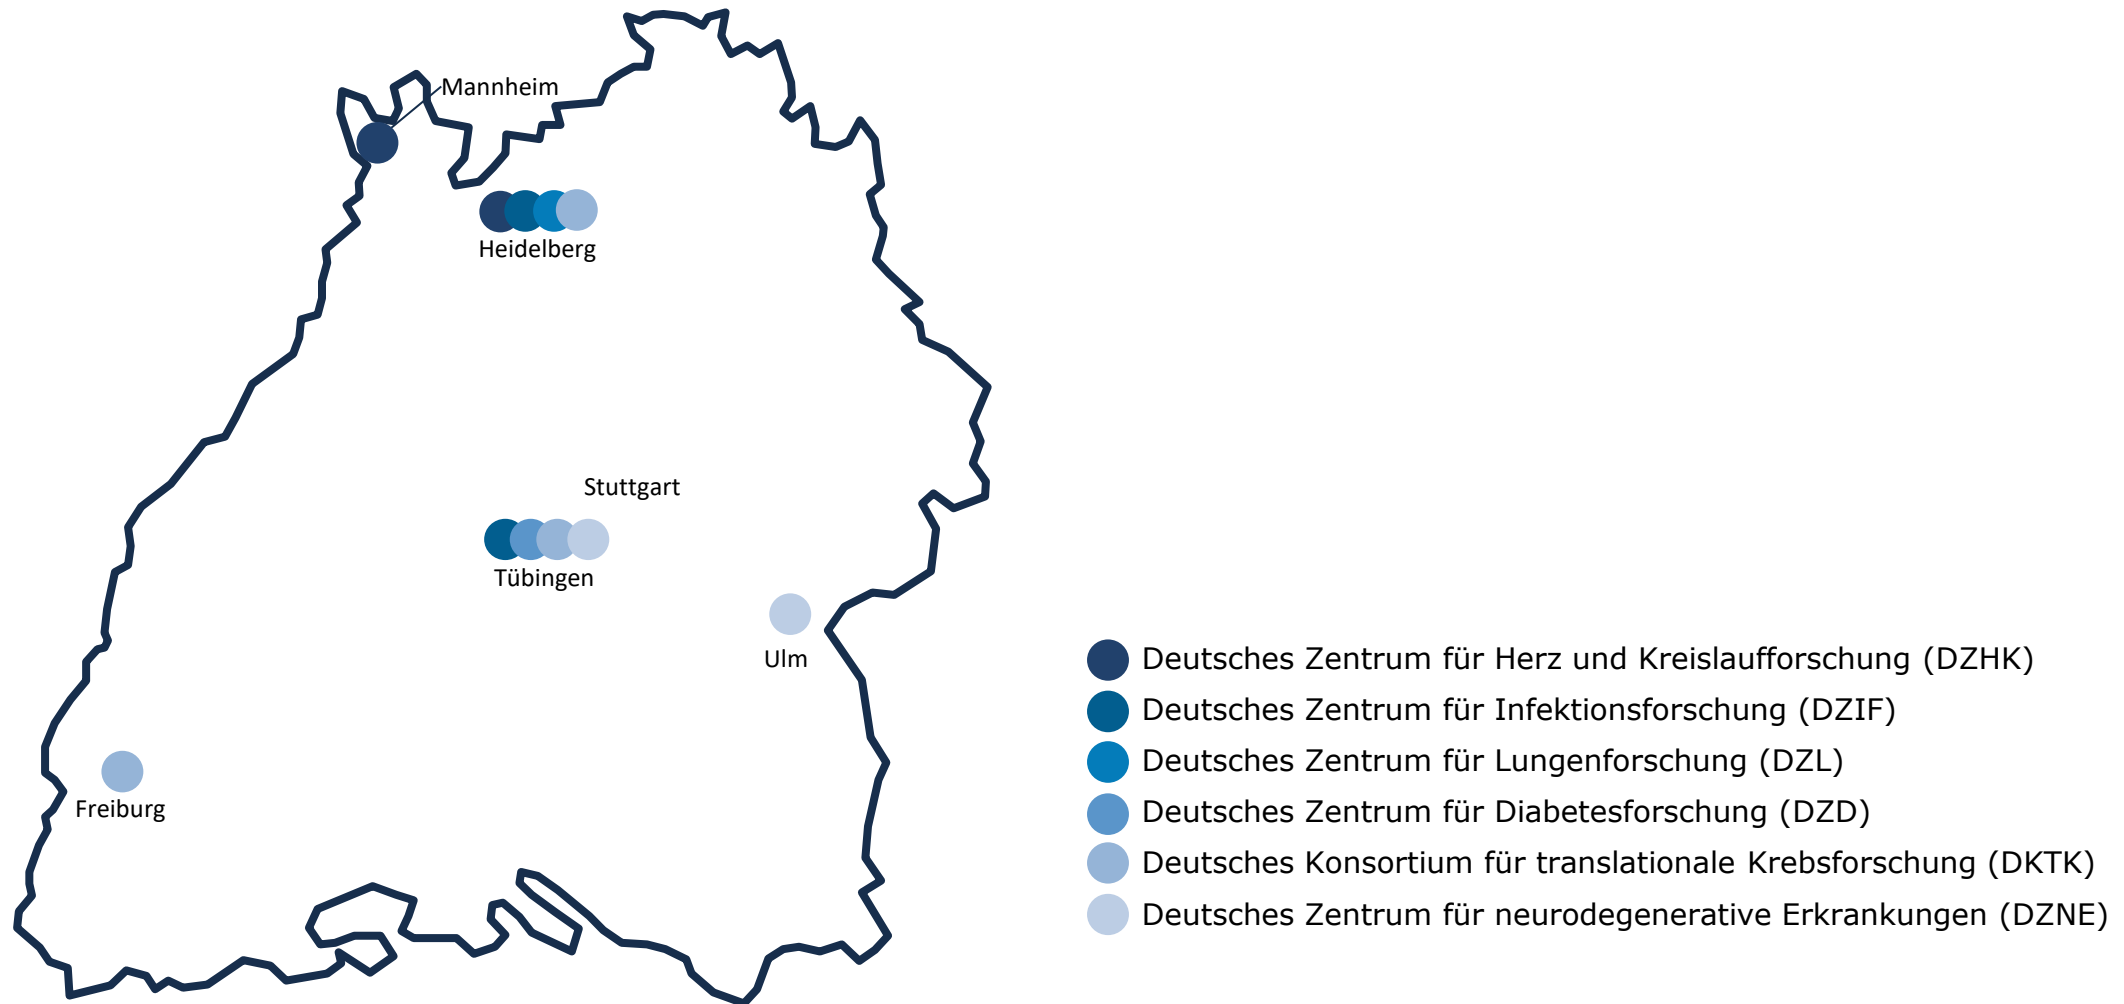 Mannheim
Heidelberg
Stuttgart
Tübingen
Ulm
Freiburg
Deutsches Zentrum für Herz und Kreislaufforschung (DZHK)
Deutsches Zentrum für Infektionsforschung (DZIF)
Deutsches Zentrum für Lungenforschung (DZL)
Deutsches Zentrum für Diabetesforschung (DZD)
Deutsches Konsortium für translationale Krebsforschung (DKTK)
Deutsches Zentrum für neurodegenerative Erkrankungen (DZNE)